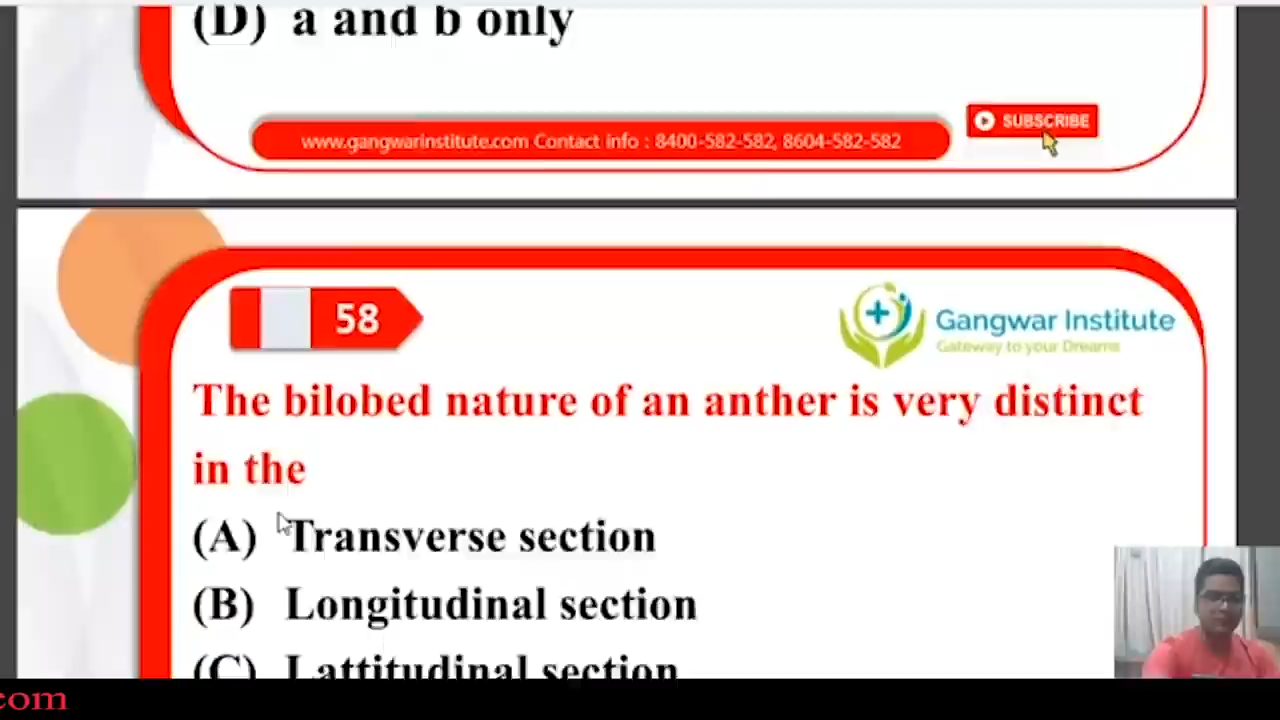 (D) a and b only
www.gangwarinstitute.com Contact info : 8400-582-582, 8604-582-582
SUBSCRIBE
58
Gangwar Institute
Gateway to your Dreams
The bilobed nature of an anther is very distinct
in the
(A) Transverse section
(B) Longitudinal section
(C) Lattitudinal section
com